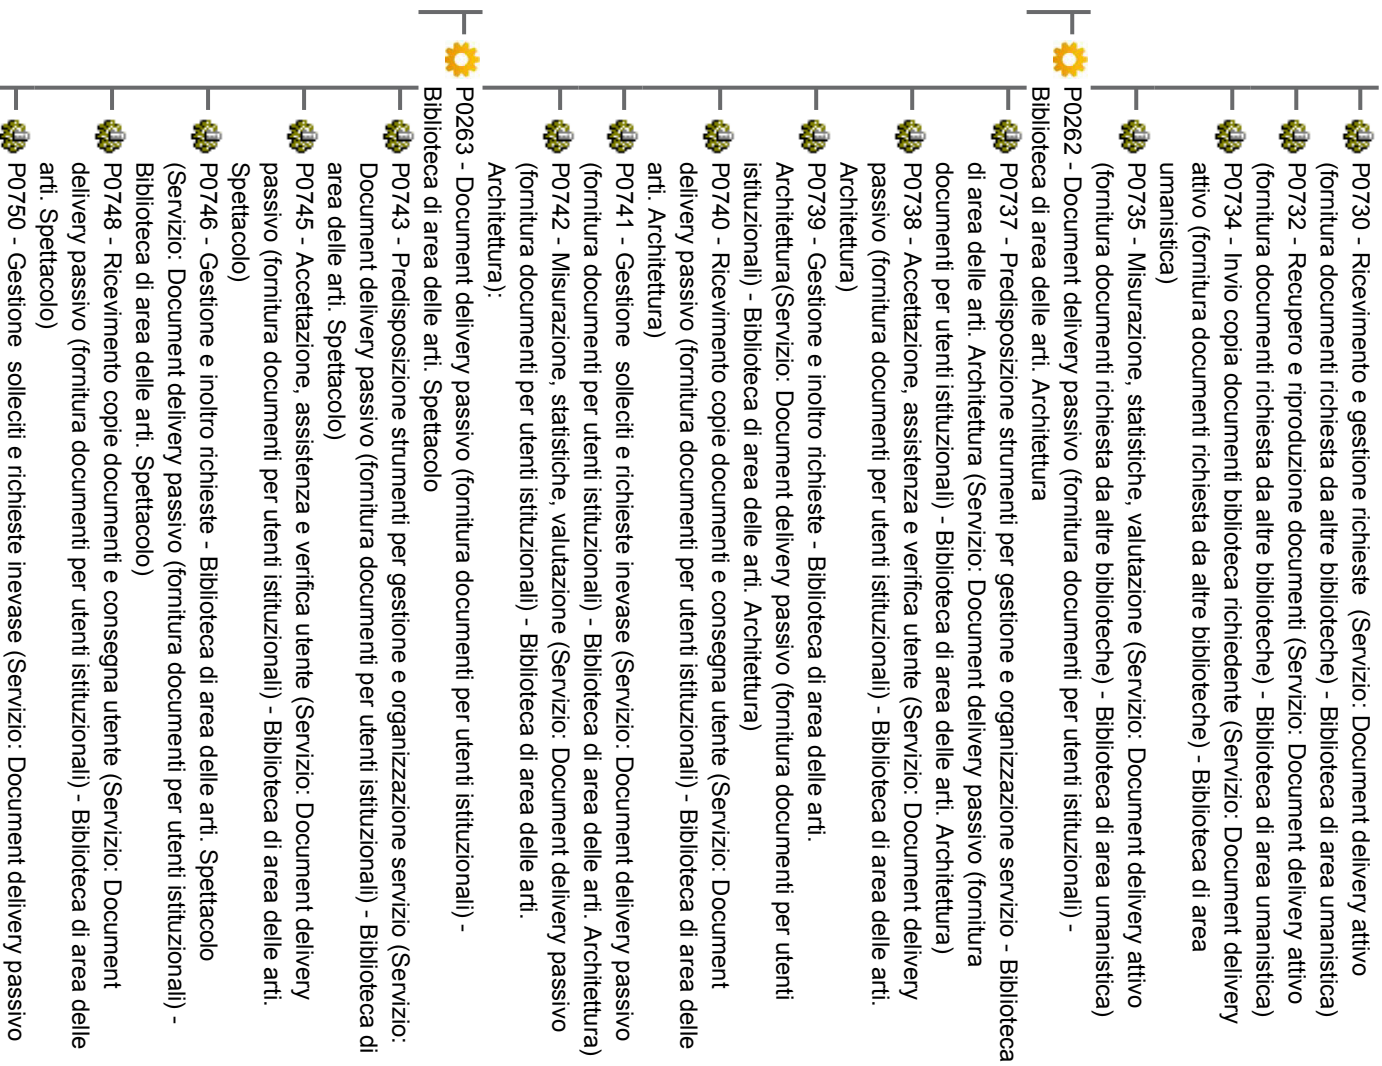 P0730 - Ricevimento e gestione richieste  (Servizio: Document delivery attivo
(fornitura documenti richiesta da altre biblioteche) - Biblioteca di area umanistica)
P0732 - Recupero e riproduzione documenti (Servizio: Document delivery attivo
(fornitura documenti richiesta da altre biblioteche) - Biblioteca di area umanistica)
P0734 - Invio copia documenti biblioteca richiedente (Servizio: Document delivery
attivo (fornitura documenti richiesta da altre biblioteche) - Biblioteca di area
umanistica)
P0735 - Misurazione, statistiche, valutazione (Servizio: Document delivery attivo
(fornitura documenti richiesta da altre biblioteche) - Biblioteca di area umanistica)
P0262 - Document delivery passivo (fornitura documenti per utenti istituzionali) -
Biblioteca di area delle arti. Architettura
P0737 - Predisposizione strumenti per gestione e organizzazione servizio - Biblioteca
di area delle arti. Architettura (Servizio: Document delivery passivo (fornitura
documenti per utenti istituzionali) - Biblioteca di area delle arti. Architettura)
P0738 - Accettazione, assistenza e verifica utente (Servizio: Document delivery
passivo (fornitura documenti per utenti istituzionali) - Biblioteca di area delle arti.
Architettura)
P0739 - Gestione e inoltro richieste - Biblioteca di area delle arti.
Architettura(Servizio: Document delivery passivo (fornitura documenti per utenti
istituzionali) - Biblioteca di area delle arti. Architettura)
P0740 - Ricevimento copie documenti e consegna utente (Servizio: Document
delivery passivo (fornitura documenti per utenti istituzionali) - Biblioteca di area delle
arti. Architettura)
P0741 - Gestione  solleciti e richieste inevase (Servizio: Document delivery passivo
(fornitura documenti per utenti istituzionali) - Biblioteca di area delle arti. Architettura)
P0742 - Misurazione, statistiche, valutazione (Servizio: Document delivery passivo
(fornitura documenti per utenti istituzionali) - Biblioteca di area delle arti.
Architettura):
P0263 - Document delivery passivo (fornitura documenti per utenti istituzionali) -
Biblioteca di area delle arti. Spettacolo
P0743 - Predisposizione strumenti per gestione e organizzazione servizio (Servizio:
Document delivery passivo (fornitura documenti per utenti istituzionali) - Biblioteca di
area delle arti. Spettacolo)
P0745 - Accettazione, assistenza e verifica utente (Servizio: Document delivery
passivo (fornitura documenti per utenti istituzionali) - Biblioteca di area delle arti.
Spettacolo)
P0746 - Gestione e inoltro richieste - Biblioteca di area delle arti. Spettacolo
(Servizio: Document delivery passivo (fornitura documenti per utenti istituzionali) -
Biblioteca di area delle arti. Spettacolo)
P0748 - Ricevimento copie documenti e consegna utente (Servizio: Document
delivery passivo (fornitura documenti per utenti istituzionali) - Biblioteca di area delle
arti. Spettacolo)
P0750 - Gestione  solleciti e richieste inevase (Servizio: Document delivery passivo